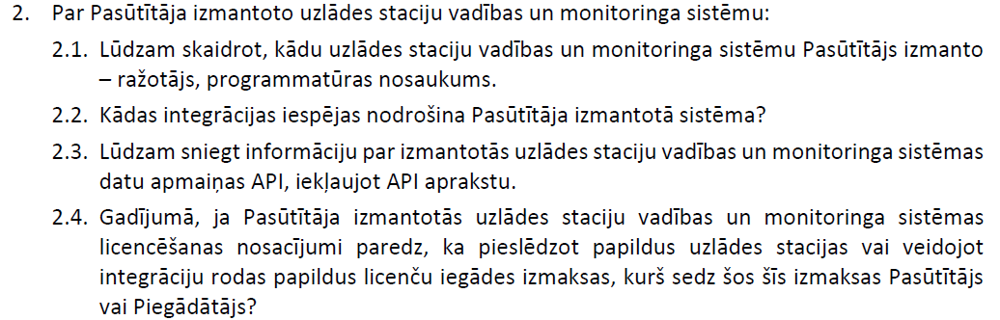 2. Par Pasūtītāja izmantoto uzlādes staciju vadības un monitoringa sistēmu:
2.1. Lūdzam skaidrot, kādu uzlādes staciju vadības un monitoringa sistēmu Pasūtītājs izmanto
– ražotājs, programmatūras nosaukums.
2.2. Kādas integrācijas iespējas nodrošina Pasūtītāja izmantotā sistēma?
2.3. Lūdzam sniegt informāciju par izmantotās uzlādes staciju vadības un monitoringa sistēmas
datu apmaiņas API, iekļaujot API aprakstu.
2.4. Gadījumā, ja Pasūtītāja izmantotās uzlādes staciju vadības un monitoringa sistēmas
licencēšanas nosacījumi paredz, ka pieslēdzot papildus uzlādes stacijas vai veidojot
integrāciju rodas papildus licenču iegādes izmaksas, kurš sedz šos šīs izmaksas Pasūtītājs
vai Piegādātājs?